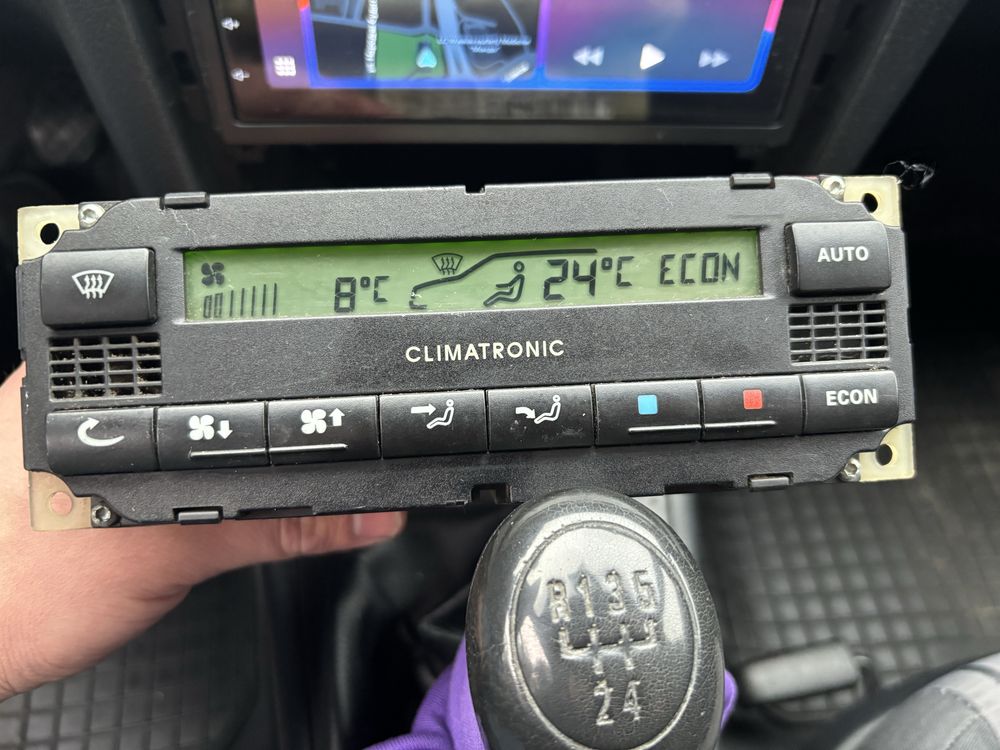 AUTO
8°C 24°C ECON
CLIMATRONIC
ECON
R 1 3 5
2 4